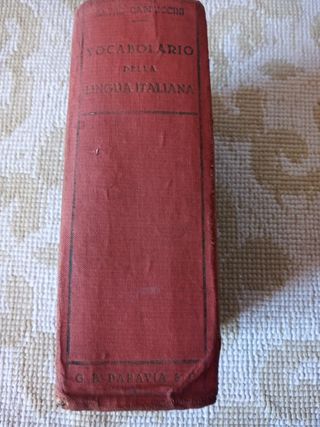 CAPPUCCINI
VOCABOLARIO
DELLA
LINGUA ITALIANA
G. B. PARAVIA & C.